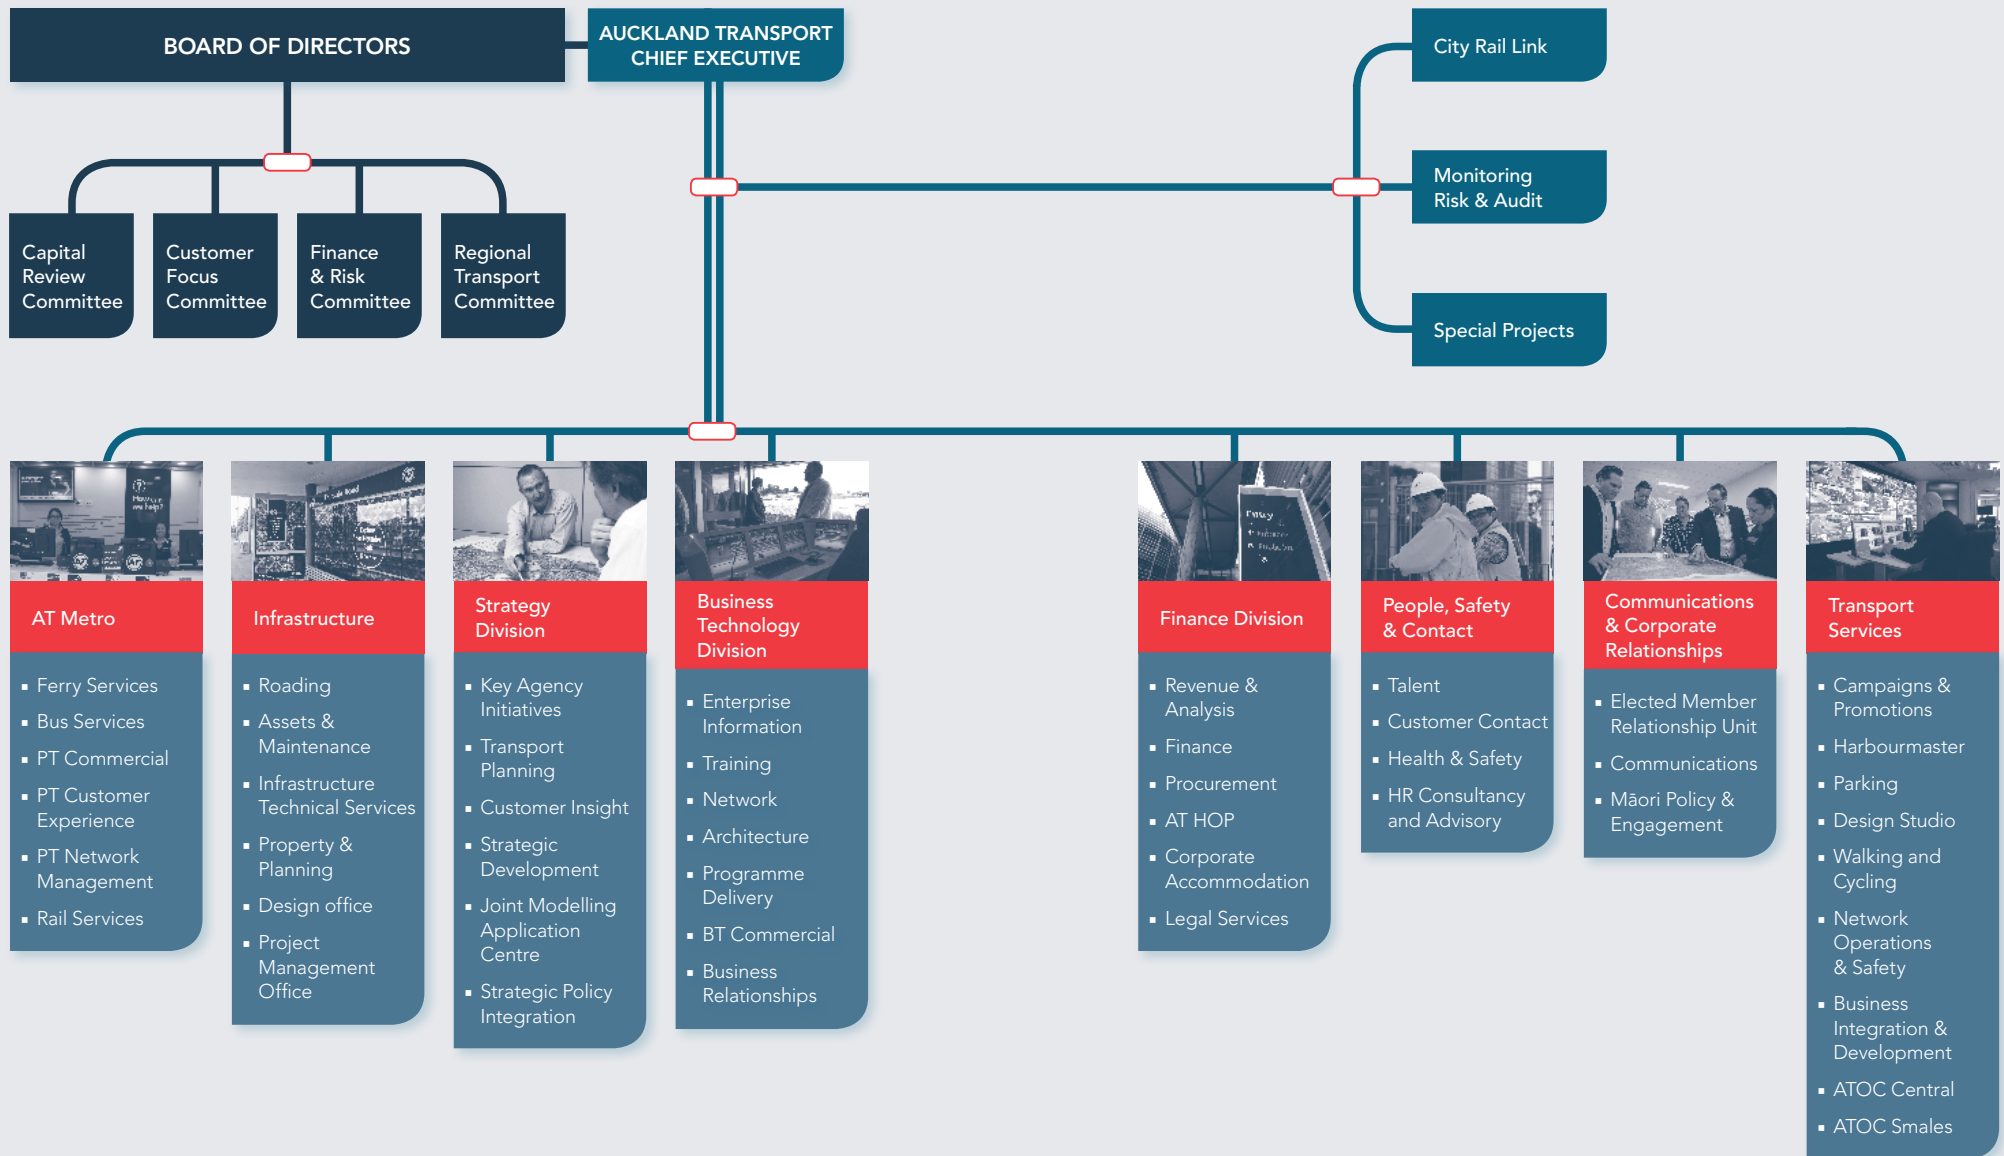 BOARD OF DIRECTORS
AUCKLAND TRANSPORT
CHIEF EXECUTIVE
City Rail Link
Monitoring
Risk & Audit
Special Projects
Capital
Review
Committee
Customer
Focus
Committee
Finance
& Risk
Committee
Regional
Transport
Committee
How can
we help?
AT Metro
▪ Ferry Services
▪ Bus Services
▪ PT Commercial
▪ PT Customer
Experience
▪ PT Network
Management
▪ Rail Services
Infrastructure
▪ Roading
▪ Assets &
Maintenance
▪ Infrastructure
Technical Services
▪ Property &
Planning
▪ Design office
▪ Project
Management
Office
Strategy
Division
▪ Key Agency
Initiatives
▪ Transport
Planning
▪ Customer Insight
▪ Strategic
Development
▪ Joint Modelling
Application
Centre
▪ Strategic Policy
Integration
Business
Technology
Division
▪ Enterprise
Information
▪ Training
▪ Network
▪ Architecture
▪ Programme
Delivery
▪ BT Commercial
▪ Business
Relationships
Finance Division
▪ Revenue &
Analysis
▪ Finance
▪ Procurement
▪ AT HOP
▪ Corporate
Accommodation
▪ Legal Services
People, Safety
& Contact
▪ Talent
▪ Customer Contact
▪ Health & Safety
▪ HR Consultancy
and Advisory
Communications
& Corporate
Relationships
▪ Elected Member
Relationship Unit
▪ Communications
▪ Māori Policy &
Engagement
Transport
Services
▪ Campaigns &
Promotions
▪ Harbourmaster
▪ Parking
▪ Design Studio
▪ Walking and
Cycling
▪ Network
Operations
& Safety
▪ Business
Integration &
Development
▪ ATOC Central
▪ ATOC Smales